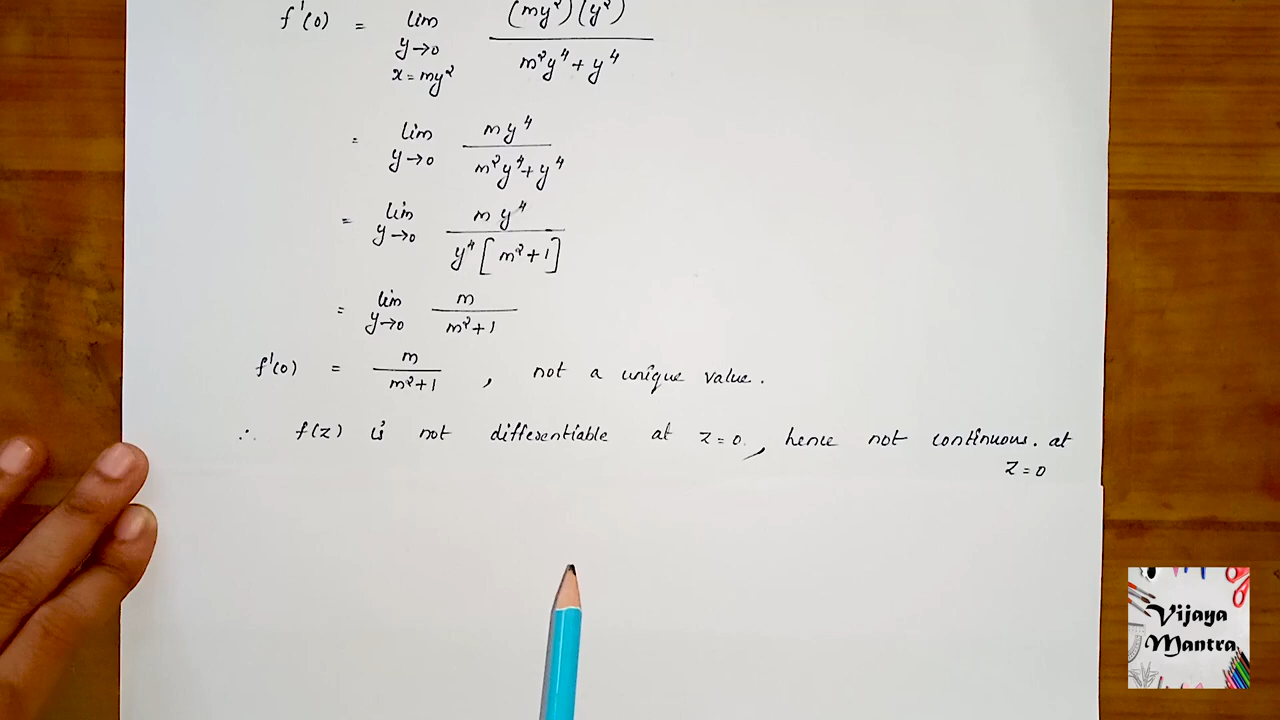 f'(0) = lim y→0 x=my² (my²)(y²) / m²y⁴ + y⁴
= lim y→0 my⁴ / m²y⁴ + y⁴
= lim y→0 my⁴ / y⁴[m²+1]
= lim y→0 m / m²+1
f'(0) = m / m²+1 , not a unique value.
∴ f(z) is not differentiable at z=0, hence not continuous. at
z=0
Vijaya
Mantra